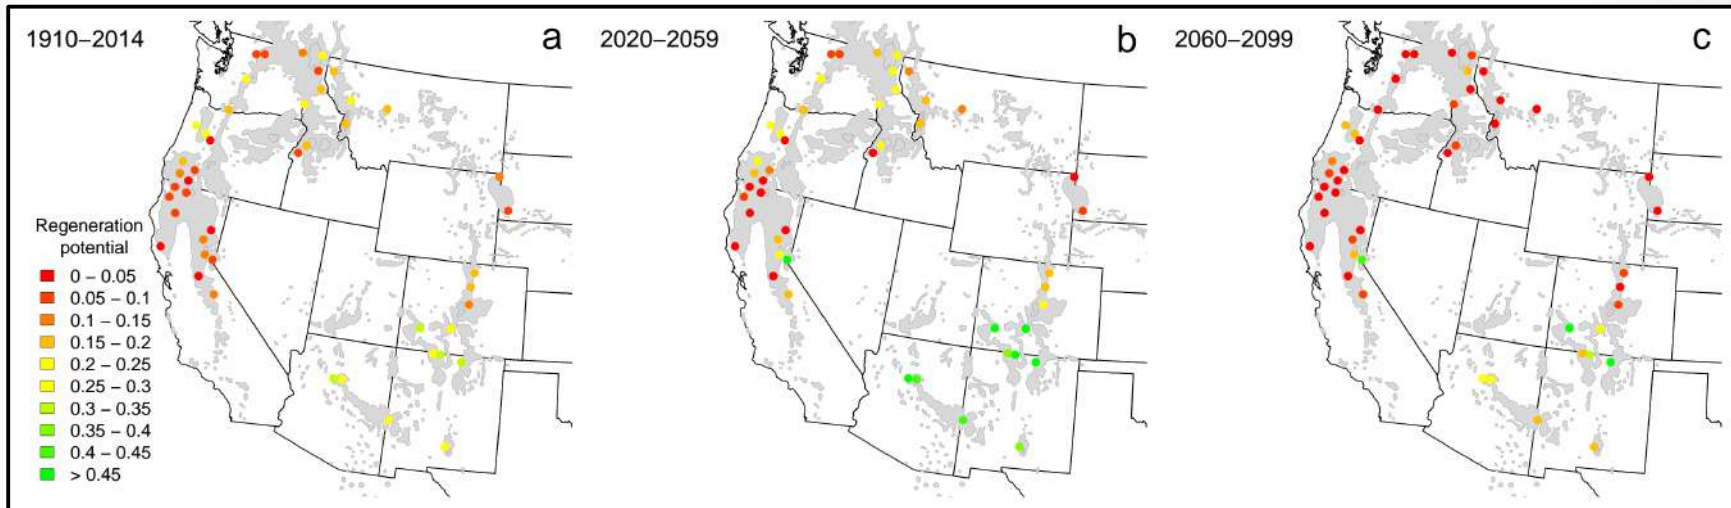 1910–2014
a
2020–2059
b
2060–2099
c
Regeneration
potential
0 – 0.05
0.05 – 0.1
0.1 – 0.15
0.15 – 0.2
0.2 – 0.25
0.25 – 0.3
0.3 – 0.35
0.35 – 0.4
0.4 – 0.45
> 0.45